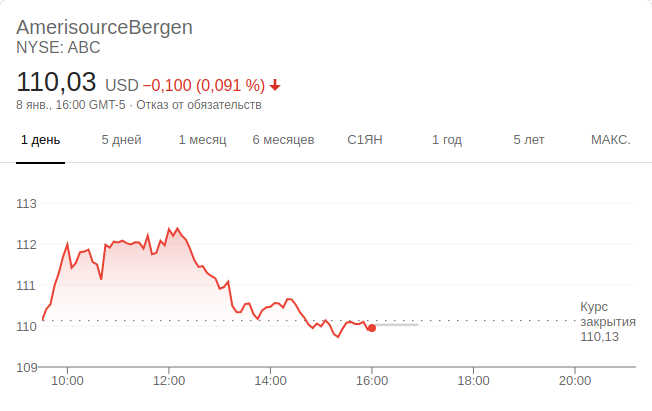 AmerisourceBergen
NYSE: ABC
110,03 USD −0,100 (0,091 %)
8 янв., 16:00 GMT-5 · Отказ от обязательств
1 день 5 дней 1 месяц 6 месяцев С1ЯН 1 год 5 лет МАКС.
113
112
111
110
109
Курс
закрытия
110,13
10:00 12:00 14:00 16:00 18:00 20:00